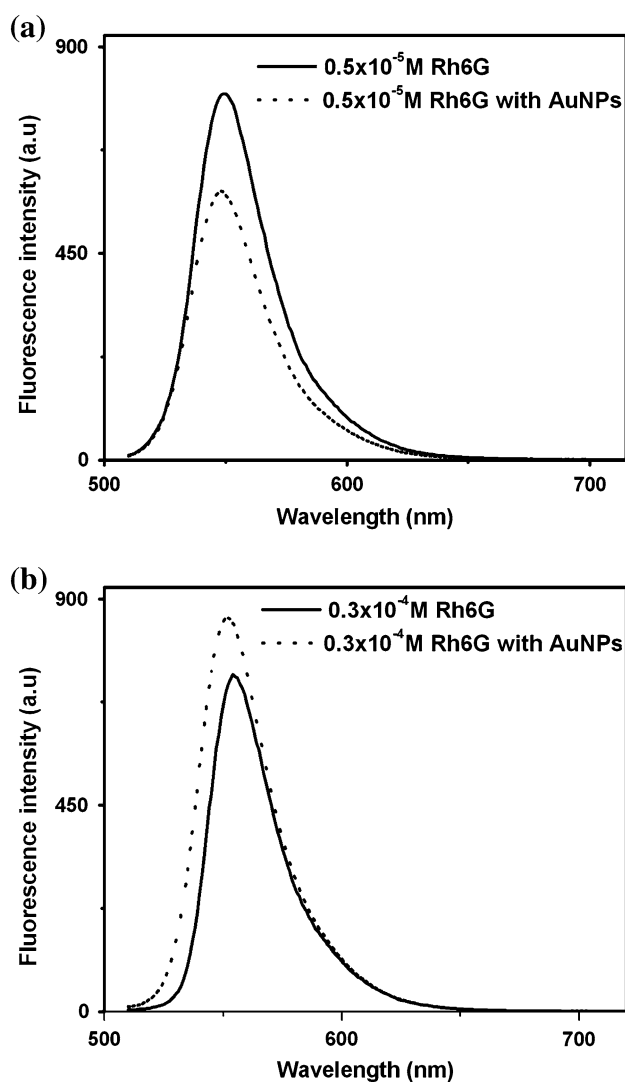 (a)
900
0.5x10⁻⁵M Rh6G
0.5x10⁻⁵M Rh6G with AuNPs
Fluorescence intensity (a.u)
450
0
500
600
700
Wavelength (nm)
(b)
900
0.3x10⁻⁴M Rh6G
0.3x10⁻⁴M Rh6G with AuNPs
Fluorescence intensity (a.u)
450
0
500
600
700
Wavelength (nm)